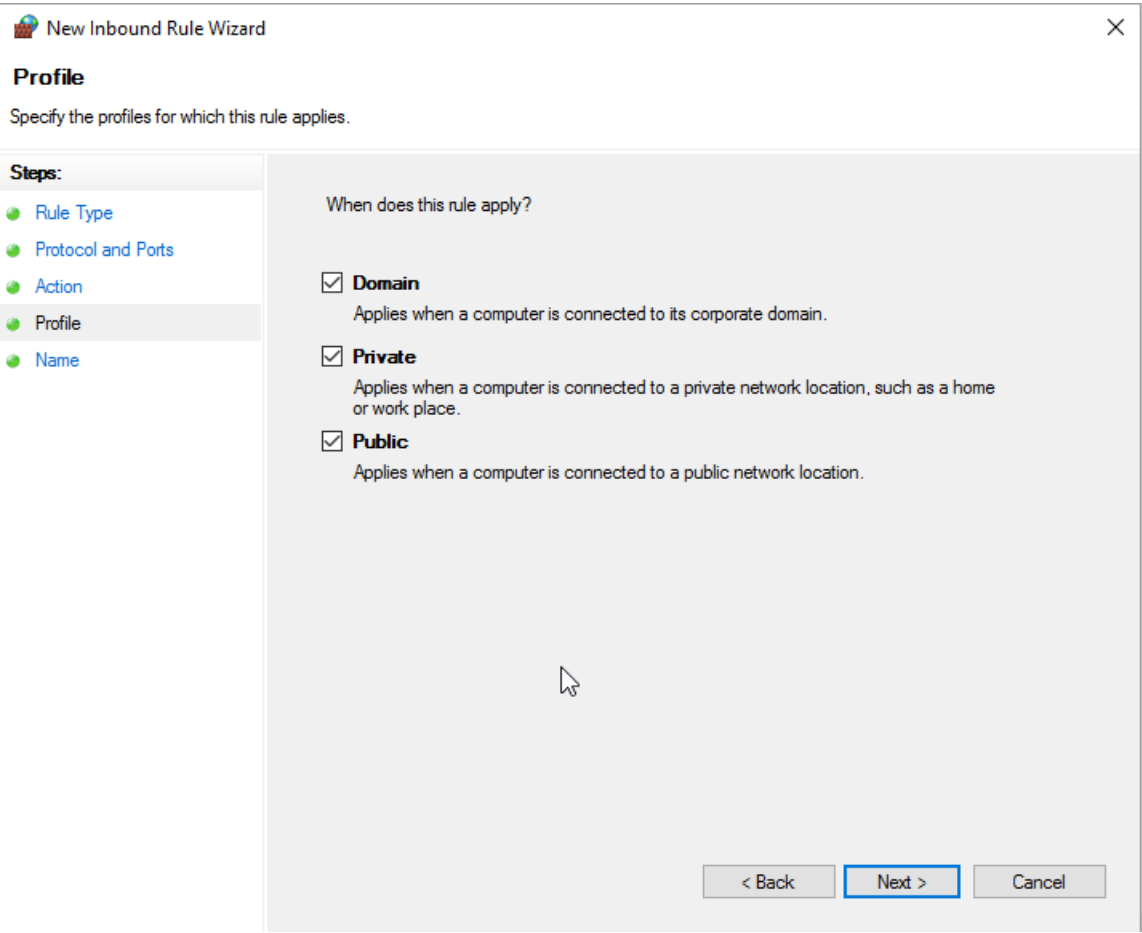 New Inbound Rule Wizard
Profile
Specify the profiles for which this rule applies.
Steps:
Rule Type
Protocol and Ports
Action
Profile
Name
When does this rule apply?
Domain
Applies when a computer is connected to its corporate domain.
Private
Applies when a computer is connected to a private network location, such as a home
or work place.
Public
Applies when a computer is connected to a public network location.
< Back
Next >
Cancel